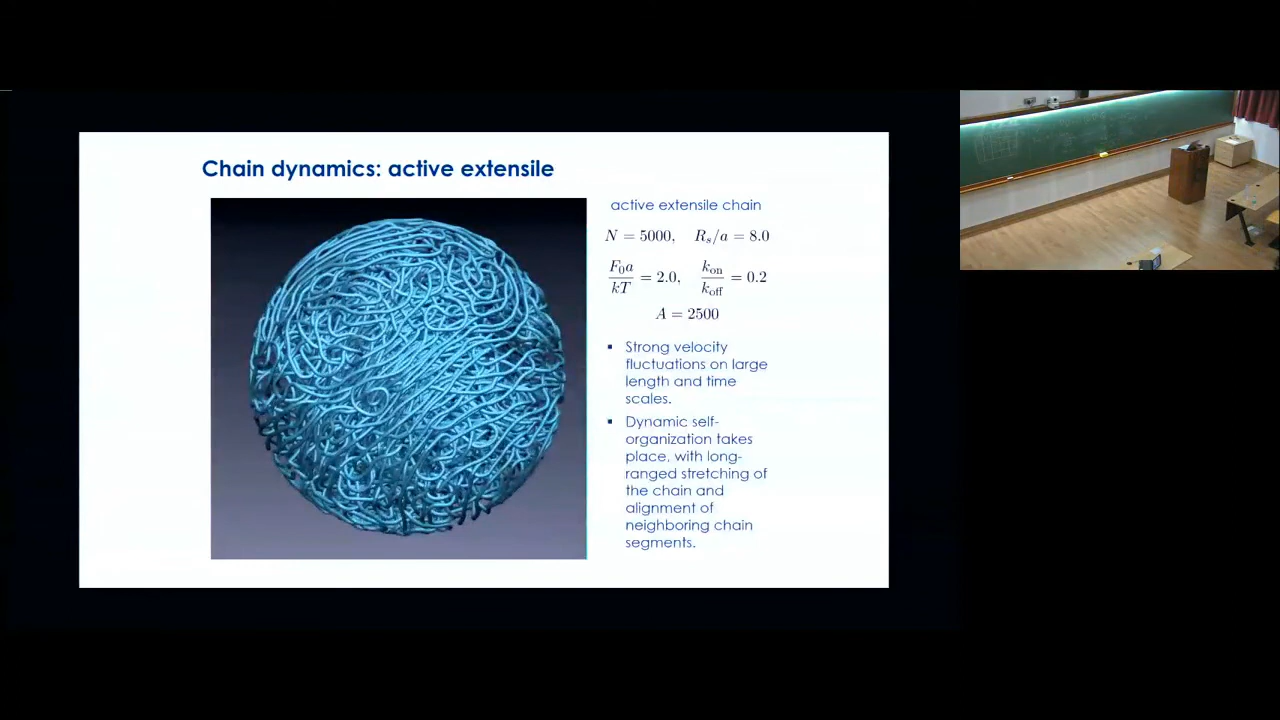 Chain dynamics: active extensile
active extensile chain
N = 5000, R_s/a = 8.0
F_0 a / kT = 2.0, k_on / k_off = 0.2
A = 2500
▪ Strong velocity
fluctuations on large
length and time
scales.
▪ Dynamic self-
organization takes
place, with long-
ranged stretching of
the chain and
alignment of
neighboring chain
segments.